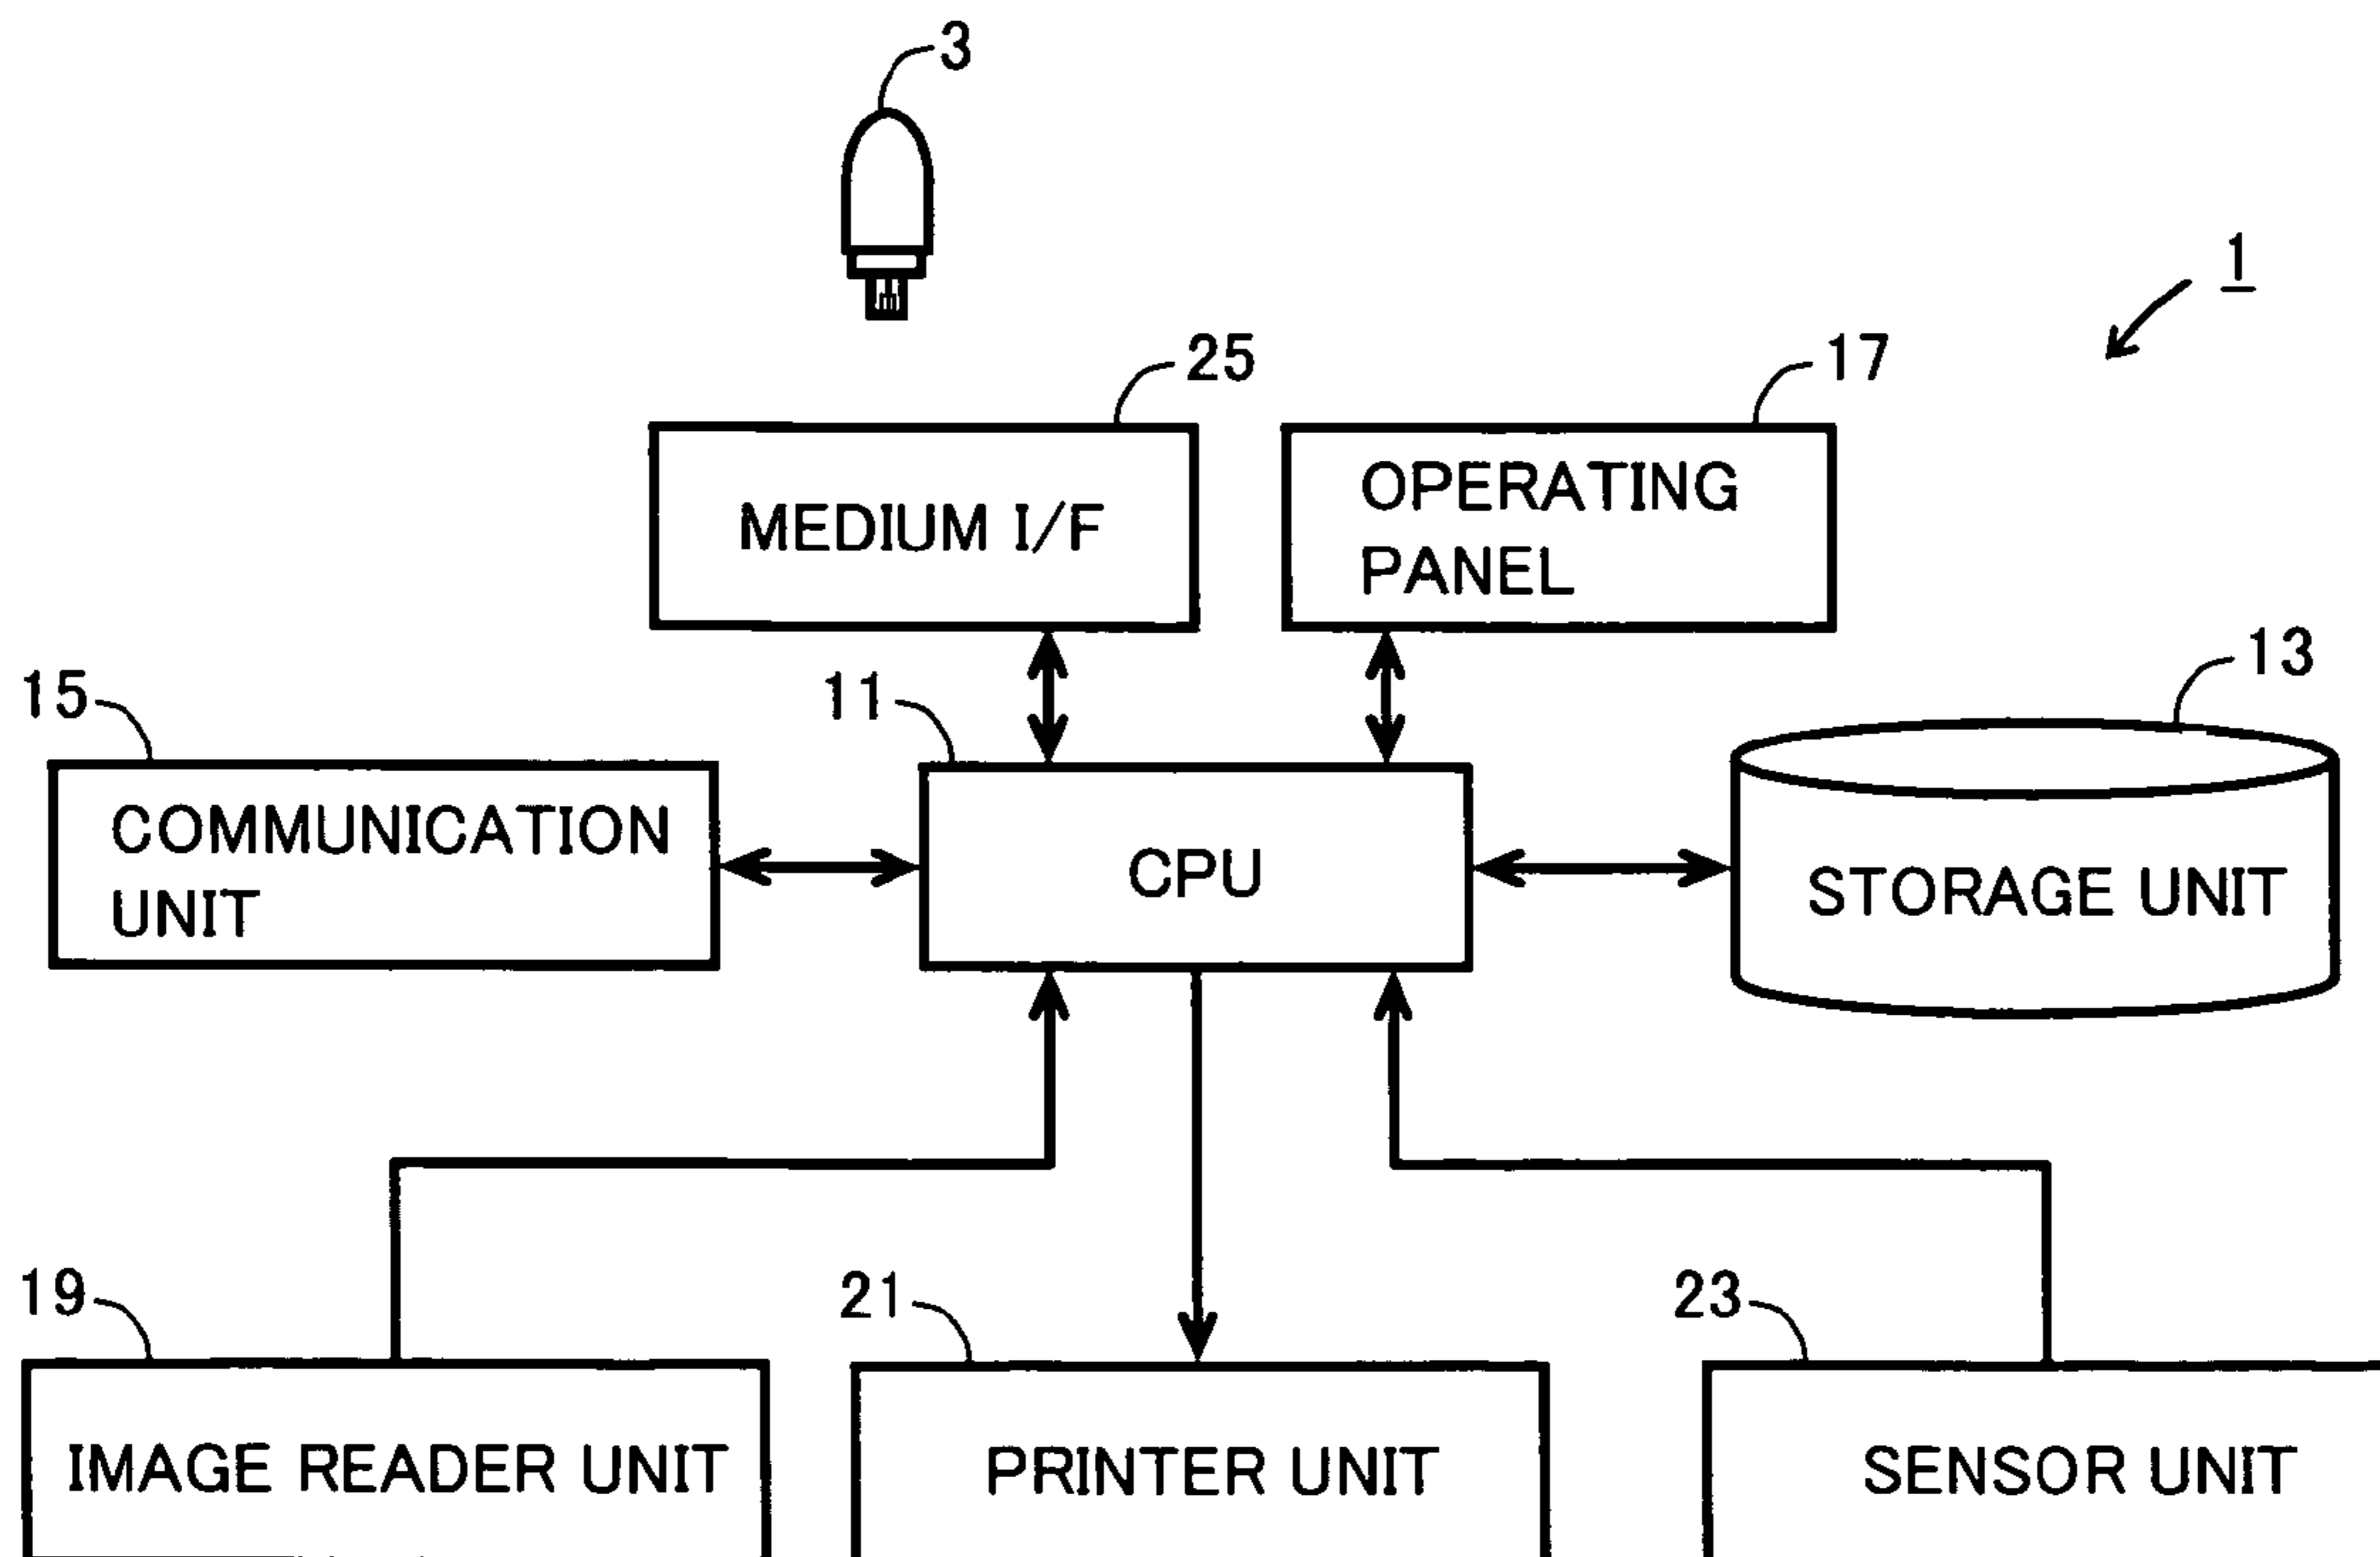 3
1
25
17
MEDIUM I/F
OPERATING
PANEL
15
11
13
COMMUNICATION
UNIT
CPU
STORAGE UNIT
19
21
23
IMAGE READER UNIT
PRINTER UNIT
SENSOR UNIT